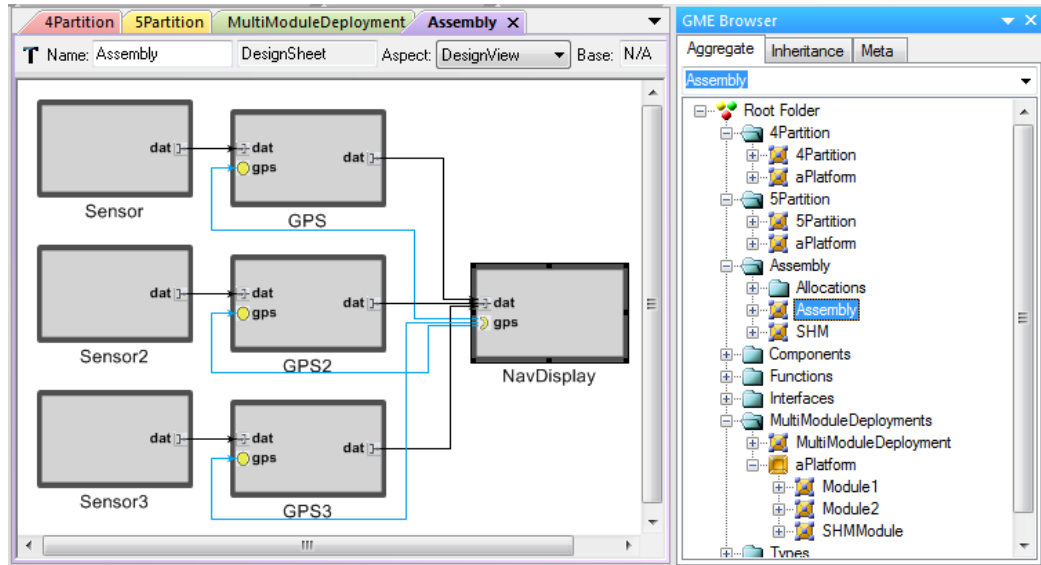 4Partition 5Partition MultiModuleDeployment Assembly X
T Name: Assembly DesignSheet Aspect: DesignView Base: N/A
dat dat dat
gps
Sensor GPS
dat dat dat
gps
Sensor2 GPS2
dat
gps
NavDisplay
dat dat dat
gps
Sensor3 GPS3
GME Browser
Aggregate Inheritance Meta
Assembly
Root Folder
4Partition
4Partition
aPlatform
5Partition
5Partition
aPlatform
Assembly
Allocations
Assembly
SHM
Components
Functions
Interfaces
MultiModuleDeployments
MultiModuleDeployment
aPlatform
Module1
Module2
SHMModule
Types